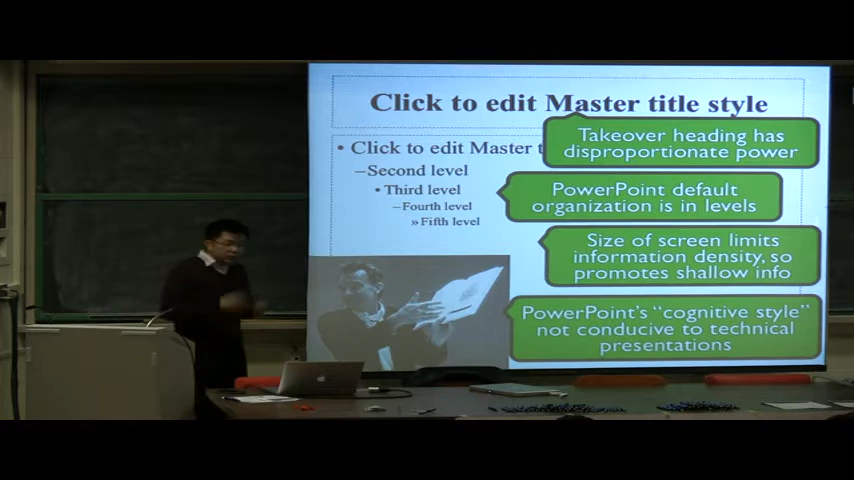 Click to edit Master title style
Takeover heading has
disproportionate power
• Click to edit Master t
–Second level
• Third level
– Fourth level
» Fifth level
PowerPoint default
organization is in levels
Size of screen limits
information density, so
promotes shallow info
PowerPoint's “cognitive style”
not conducive to technical
presentations